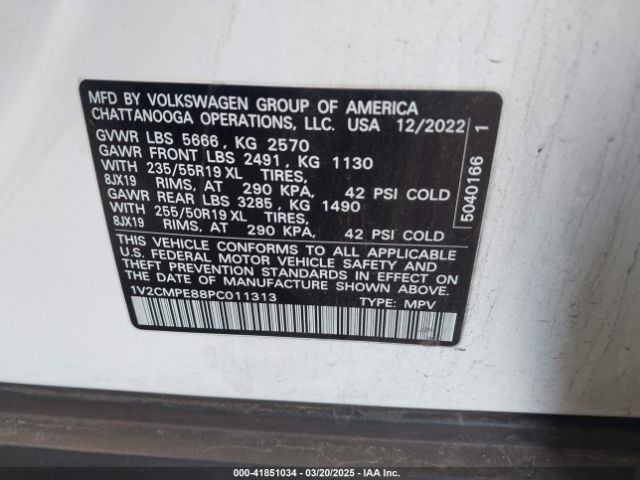 MFD BY VOLKSWAGEN GROUP OF AMERICA
CHATTANOOGA OPERATIONS, LLC. USA 12/2022
GVWR LBS 5666, KG 2570
GAWR FRONT LBS 2491, KG 1130
WITH 235/55R19 XL TIRES,
8JX19 RIMS, AT 290 KPA, 42 PSI COLD
GAWR REAR LBS 3285, KG 1490
WITH 255/50R19 XL TIRES,
8JX19 RIMS, AT 290 KPA, 42 PSI COLD
THIS VEHICLE CONFORMS TO ALL APPLICABLE
U.S. FEDERAL MOTOR VEHICLE SAFETY AND
THEFT PREVENTION STANDARDS IN EFFECT ON
THE DATE OF MANUFACTURE SHOWN ABOVE.
1V2CMPE88PC011313 TYPE: MPV
5040166 1
000-41851034 — 03/20/2025 — IAA Inc.